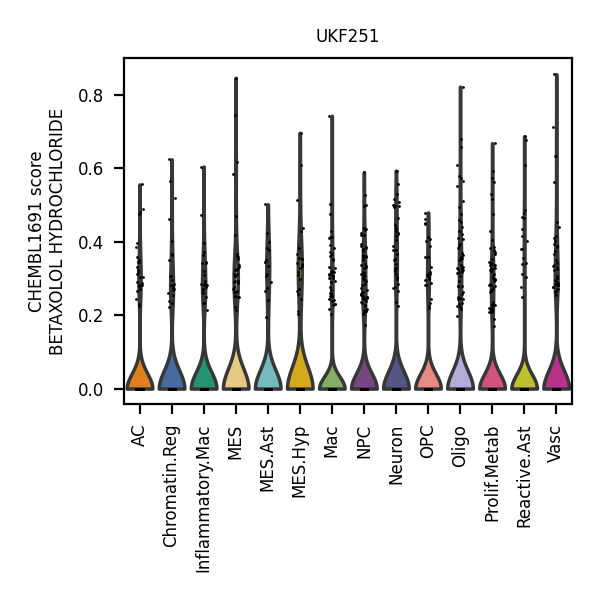 UKF251
CHEMBL1691 score
BETAXOLOL HYDROCHLORIDE
0.8
0.6
0.4
0.2
0.0
AC
Chromatin.Reg
Inflammatory.Mac
MES
MES.Ast
MES.Hyp
Mac
NPC
Neuron
OPC
Oligo
Prolif.Metab
Reactive.Ast
Vasc